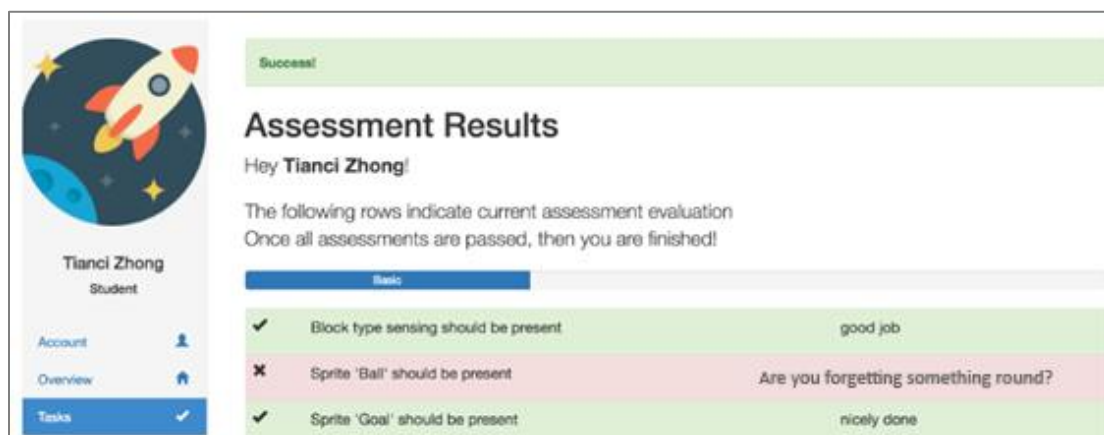 Success!
Assessment Results
Hey Tianci Zhong!
The following rows indicate current assessment evaluation
Once all assessments are passed, then you are finished!
Tianci Zhong
Student
Basic
Account
Overview
Tasks
Block type sensing should be present good job
Sprite 'Ball' should be present Are you forgetting something round?
Sprite 'Goal' should be present nicely done